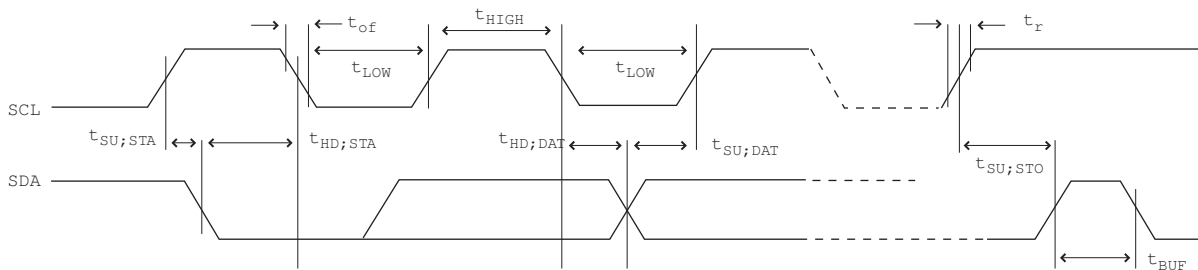 t_of
t_HIGH
t_r
t_LOW
t_LOW
SCL
t_SU;STA
t_HD;STA
t_HD;DAT
t_SU;DAT
t_SU;STO
SDA
t_BUF